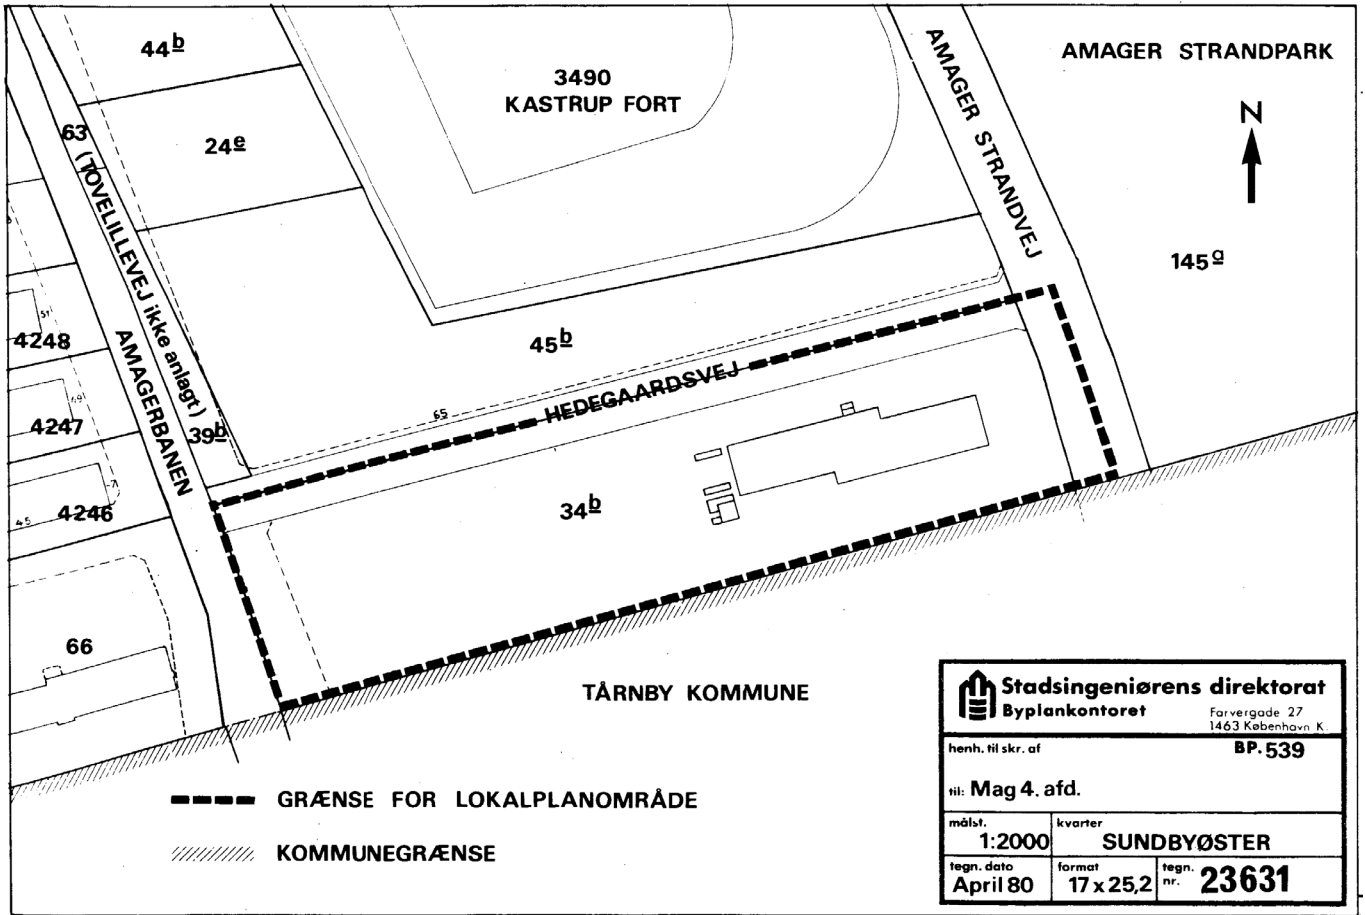 44b
3490
KASTRUP FORT
AMAGER STRANDPARK
N
63 (TOVELILLEVEJ ikke anlagt)
24e
AMAGER STRANDVEJ
145a
51
4248
AMAGERBANEN
45b
HEDEGAARDSVEJ
65
49
4247
39b
47
45
4246
34b
66
TÅRNBY KOMMUNE
GRÆNSE FOR LOKALPLANOMRÅDE
KOMMUNEGRÆNSE
Stadsingeniørens direktorat
Byplankontoret
Farvergade 27
1463 København K.
henh. til skr. af
BP. 539
til: Mag 4. afd.
målst.
1:2000
kvarter
SUNDBYØSTER
tegn. dato
April 80
format
17 x 25,2
tegn. nr. 23631